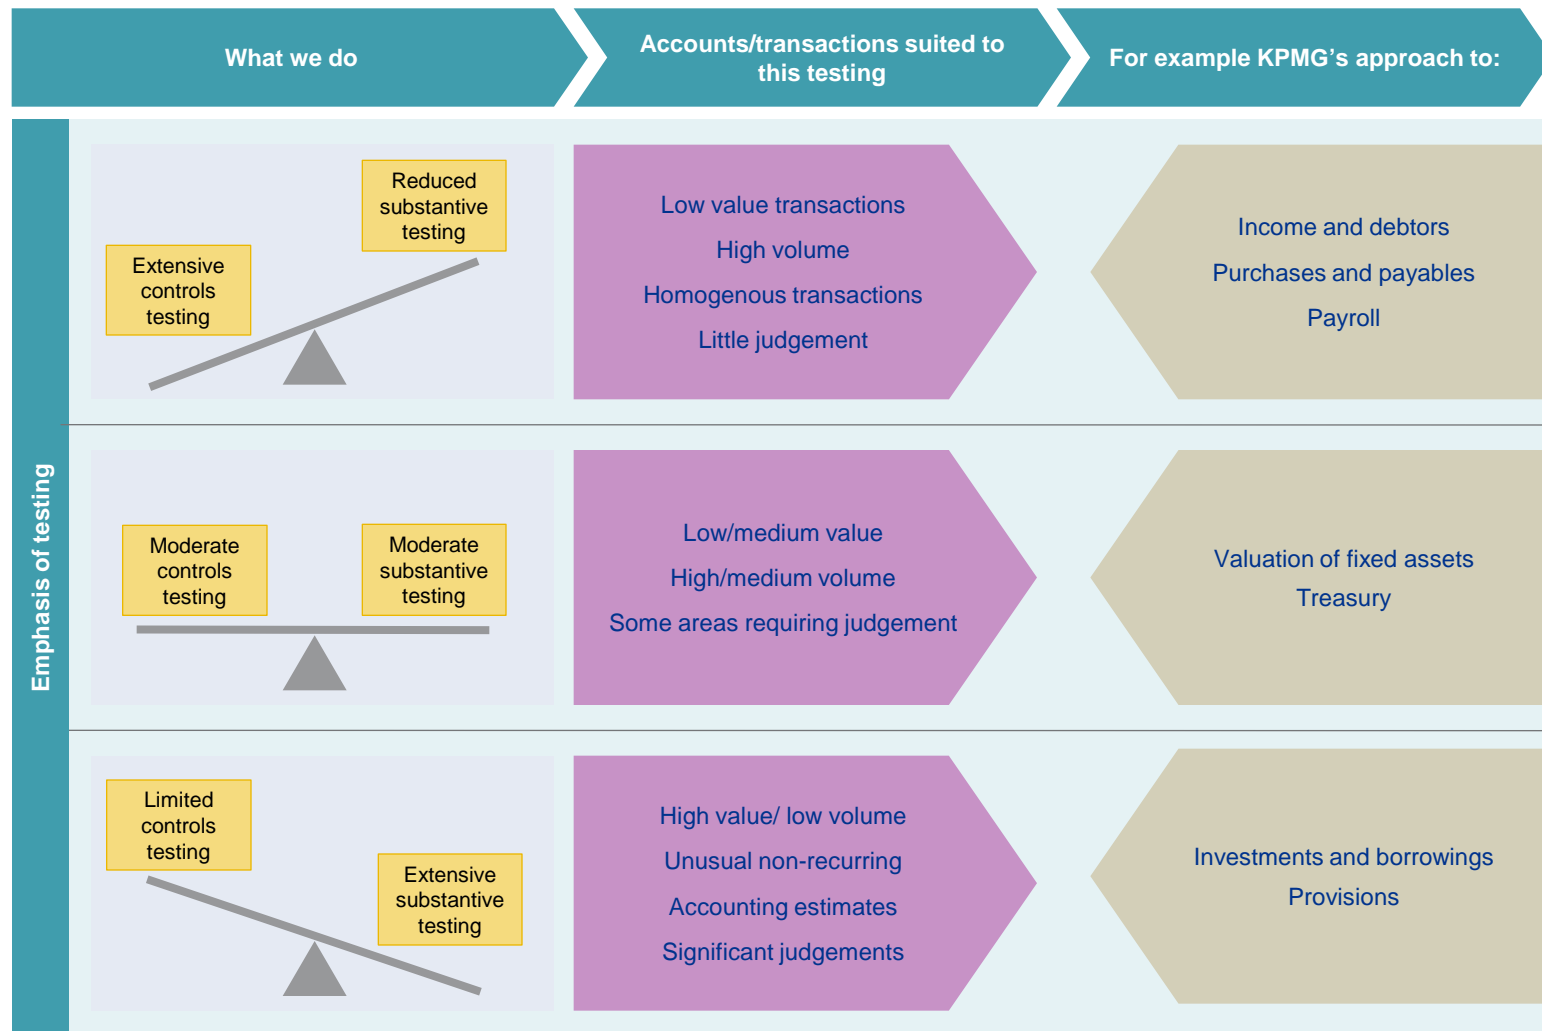 What we do
Accounts/transactions suited to
this testing
For example KPMG's approach to:
Emphasis of testing
Reduced
substantive
testing
Extensive
controls
testing
Low value transactions
High volume
Homogenous transactions
Little judgement
Income and debtors
Purchases and payables
Payroll
Moderate
controls
testing
Moderate
substantive
testing
Low/medium value
High/medium volume
Some areas requiring judgement
Valuation of fixed assets
Treasury
Limited
controls
testing
Extensive
substantive
testing
High value/ low volume
Unusual non-recurring
Accounting estimates
Significant judgements
Investments and borrowings
Provisions